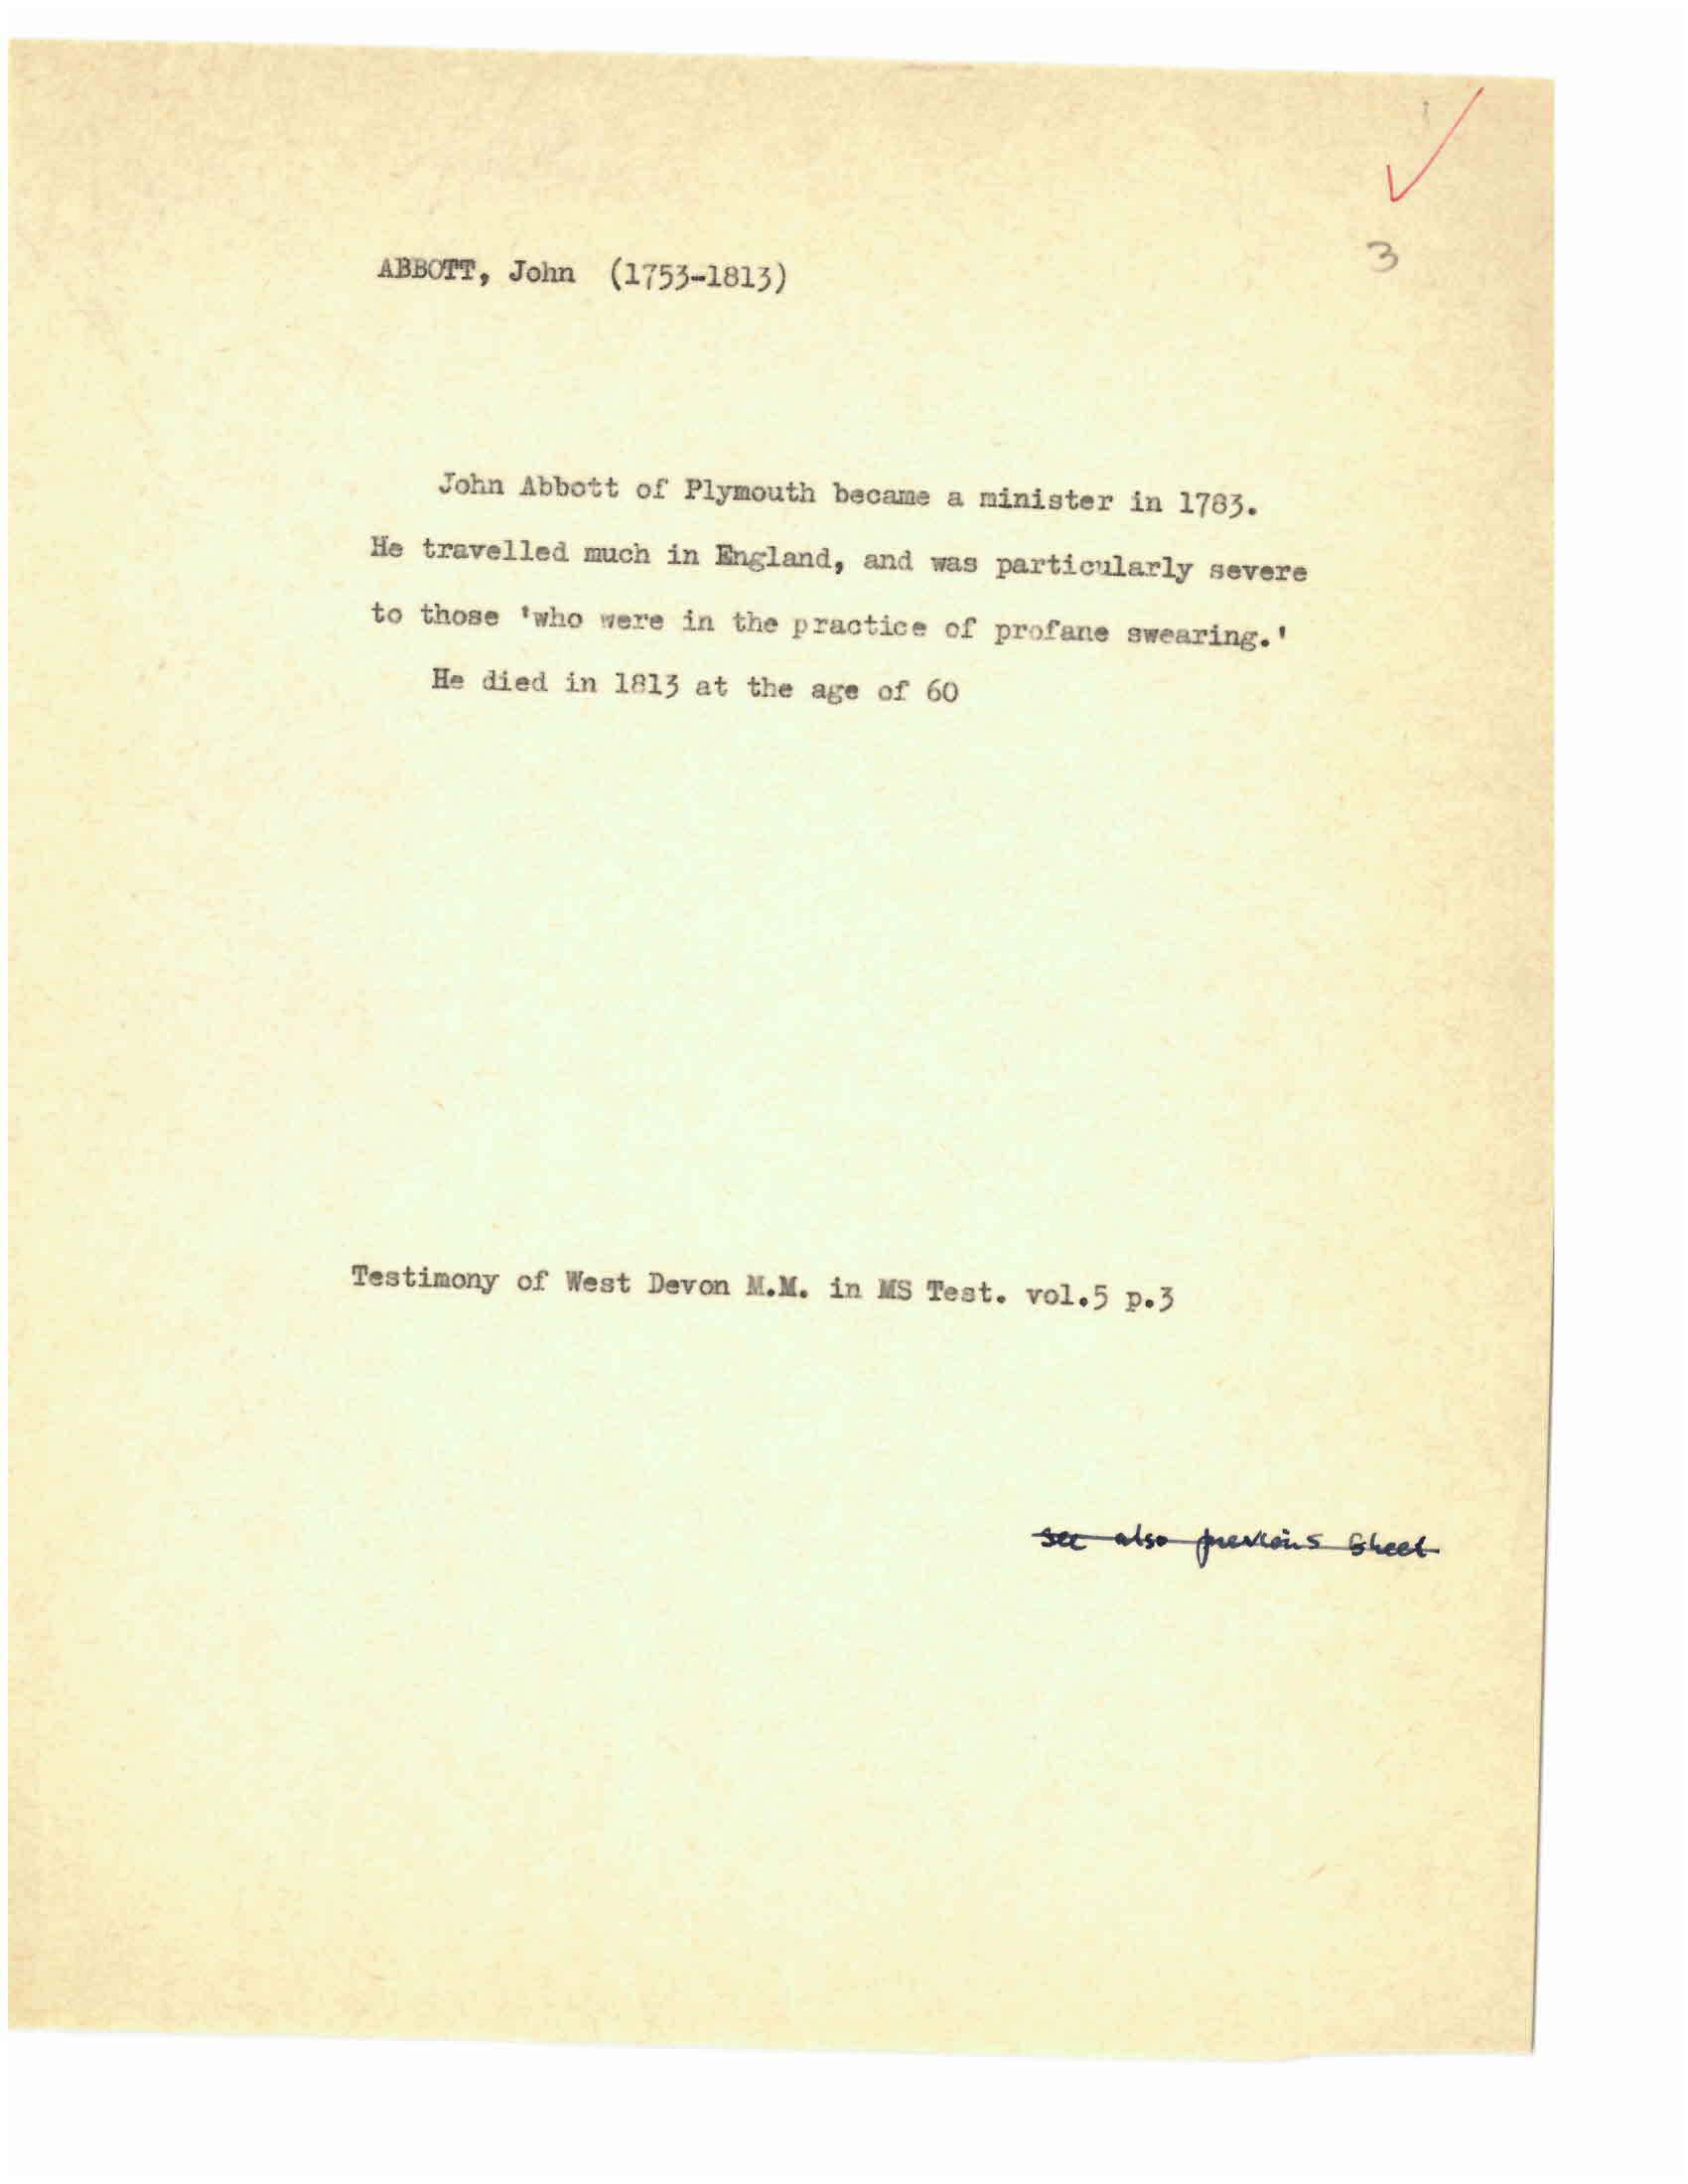 3
ABBOTT, John (1753-1813)
John Abbott of Plymouth became a minister in 1783.
He travelled much in England, and was particularly severe
to those 'who were in the practice of profane swearing.'
He died in 1813 at the age of 60
Testimony of West Devon M.M. in MS Test. vol.5 p.3
see also previous sheet